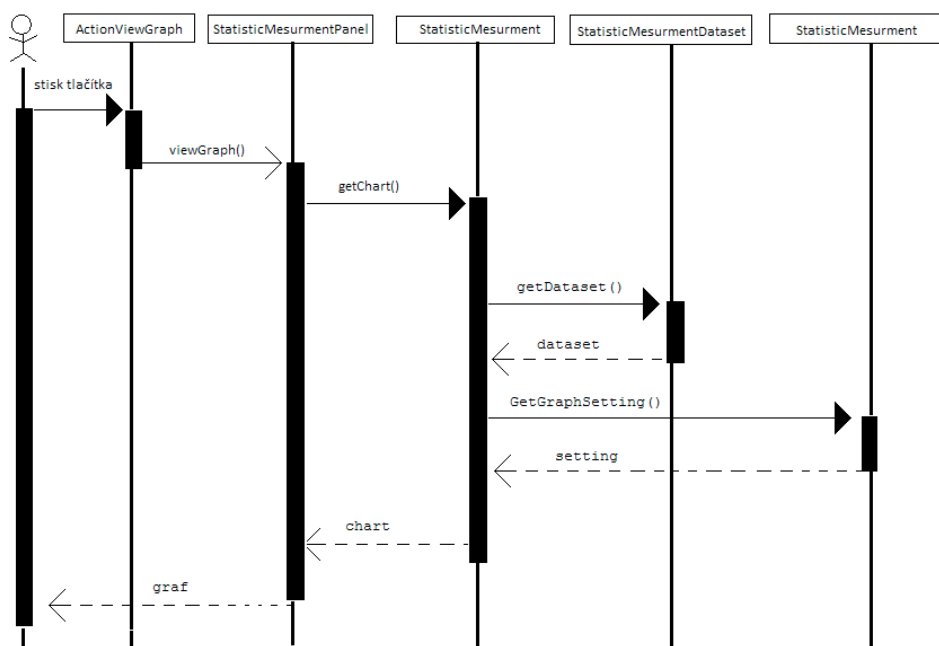 ActionViewGraph
StatisticMesurmentPanel
StatisticMesurment
StatisticMesurmentDataset
StatisticMesurment
stisk tlačítka
viewGraph()
getChart()
getDataset()
dataset
GetGraphSetting()
setting
chart
graf